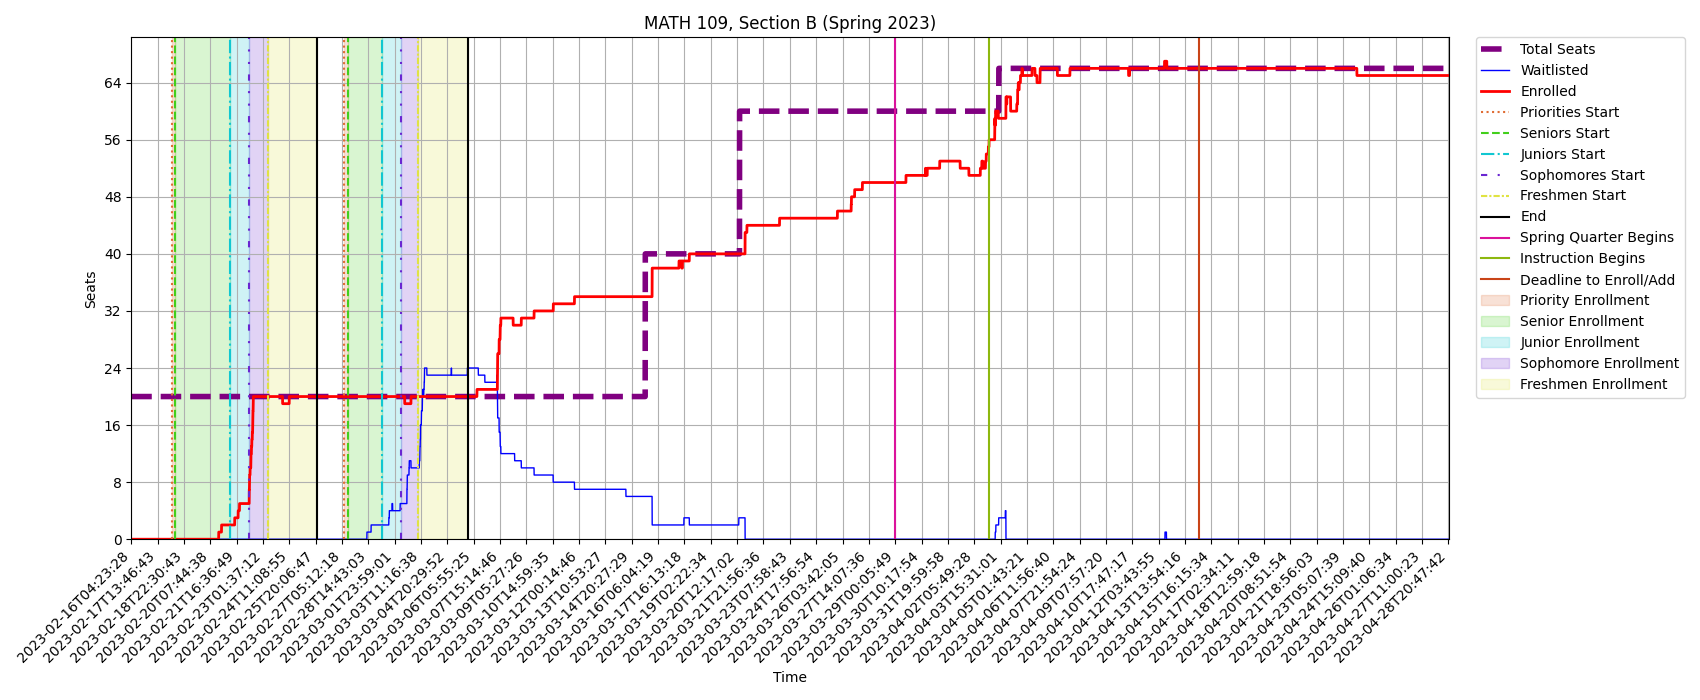 MATH 109, Section B (Spring 2023)
Total Seats
Waitlisted
Enrolled
Priorities Start
Seniors Start
Juniors Start
Sophomores Start
Freshmen Start
End
Spring Quarter Begins
Instruction Begins
Deadline to Enroll/Add
Priority Enrollment
Senior Enrollment
Junior Enrollment
Sophomore Enrollment
Freshmen Enrollment
Seats
64
56
48
40
32
24
16
8
0
2023-02-16T04:23:28
2023-02-17T13:46:43
2023-02-18T22:30:43
2023-02-20T07:44:38
2023-02-21T16:36:49
2023-02-23T01:37:12
2023-02-24T11:08:55
2023-02-25T20:06:47
2023-02-27T05:12:18
2023-02-28T14:43:03
2023-03-01T23:59:01
2023-03-03T11:16:38
2023-03-04T20:29:52
2023-03-06T05:55:25
2023-03-07T15:14:46
2023-03-09T05:27:26
2023-03-10T14:59:35
2023-03-12T00:14:46
2023-03-13T10:53:27
2023-03-14T20:27:29
2023-03-16T06:04:19
2023-03-17T16:13:18
2023-03-19T02:22:34
2023-03-20T12:17:02
2023-03-21T21:56:36
2023-03-23T07:58:43
2023-03-24T17:56:54
2023-03-26T03:42:05
2023-03-27T14:07:36
2023-03-29T00:05:49
2023-03-30T10:17:54
2023-03-31T19:59:58
2023-04-02T05:49:28
2023-04-03T15:31:01
2023-04-05T01:43:21
2023-04-06T11:56:40
2023-04-07T21:54:24
2023-04-09T07:57:20
2023-04-10T17:47:17
2023-04-12T03:43:55
2023-04-13T13:54:16
2023-04-15T16:15:34
2023-04-17T02:34:11
2023-04-18T12:59:18
2023-04-20T08:51:54
2023-04-21T18:56:03
2023-04-23T05:07:39
2023-04-24T15:09:40
2023-04-26T01:06:34
2023-04-27T11:00:23
2023-04-28T20:47:42
Time